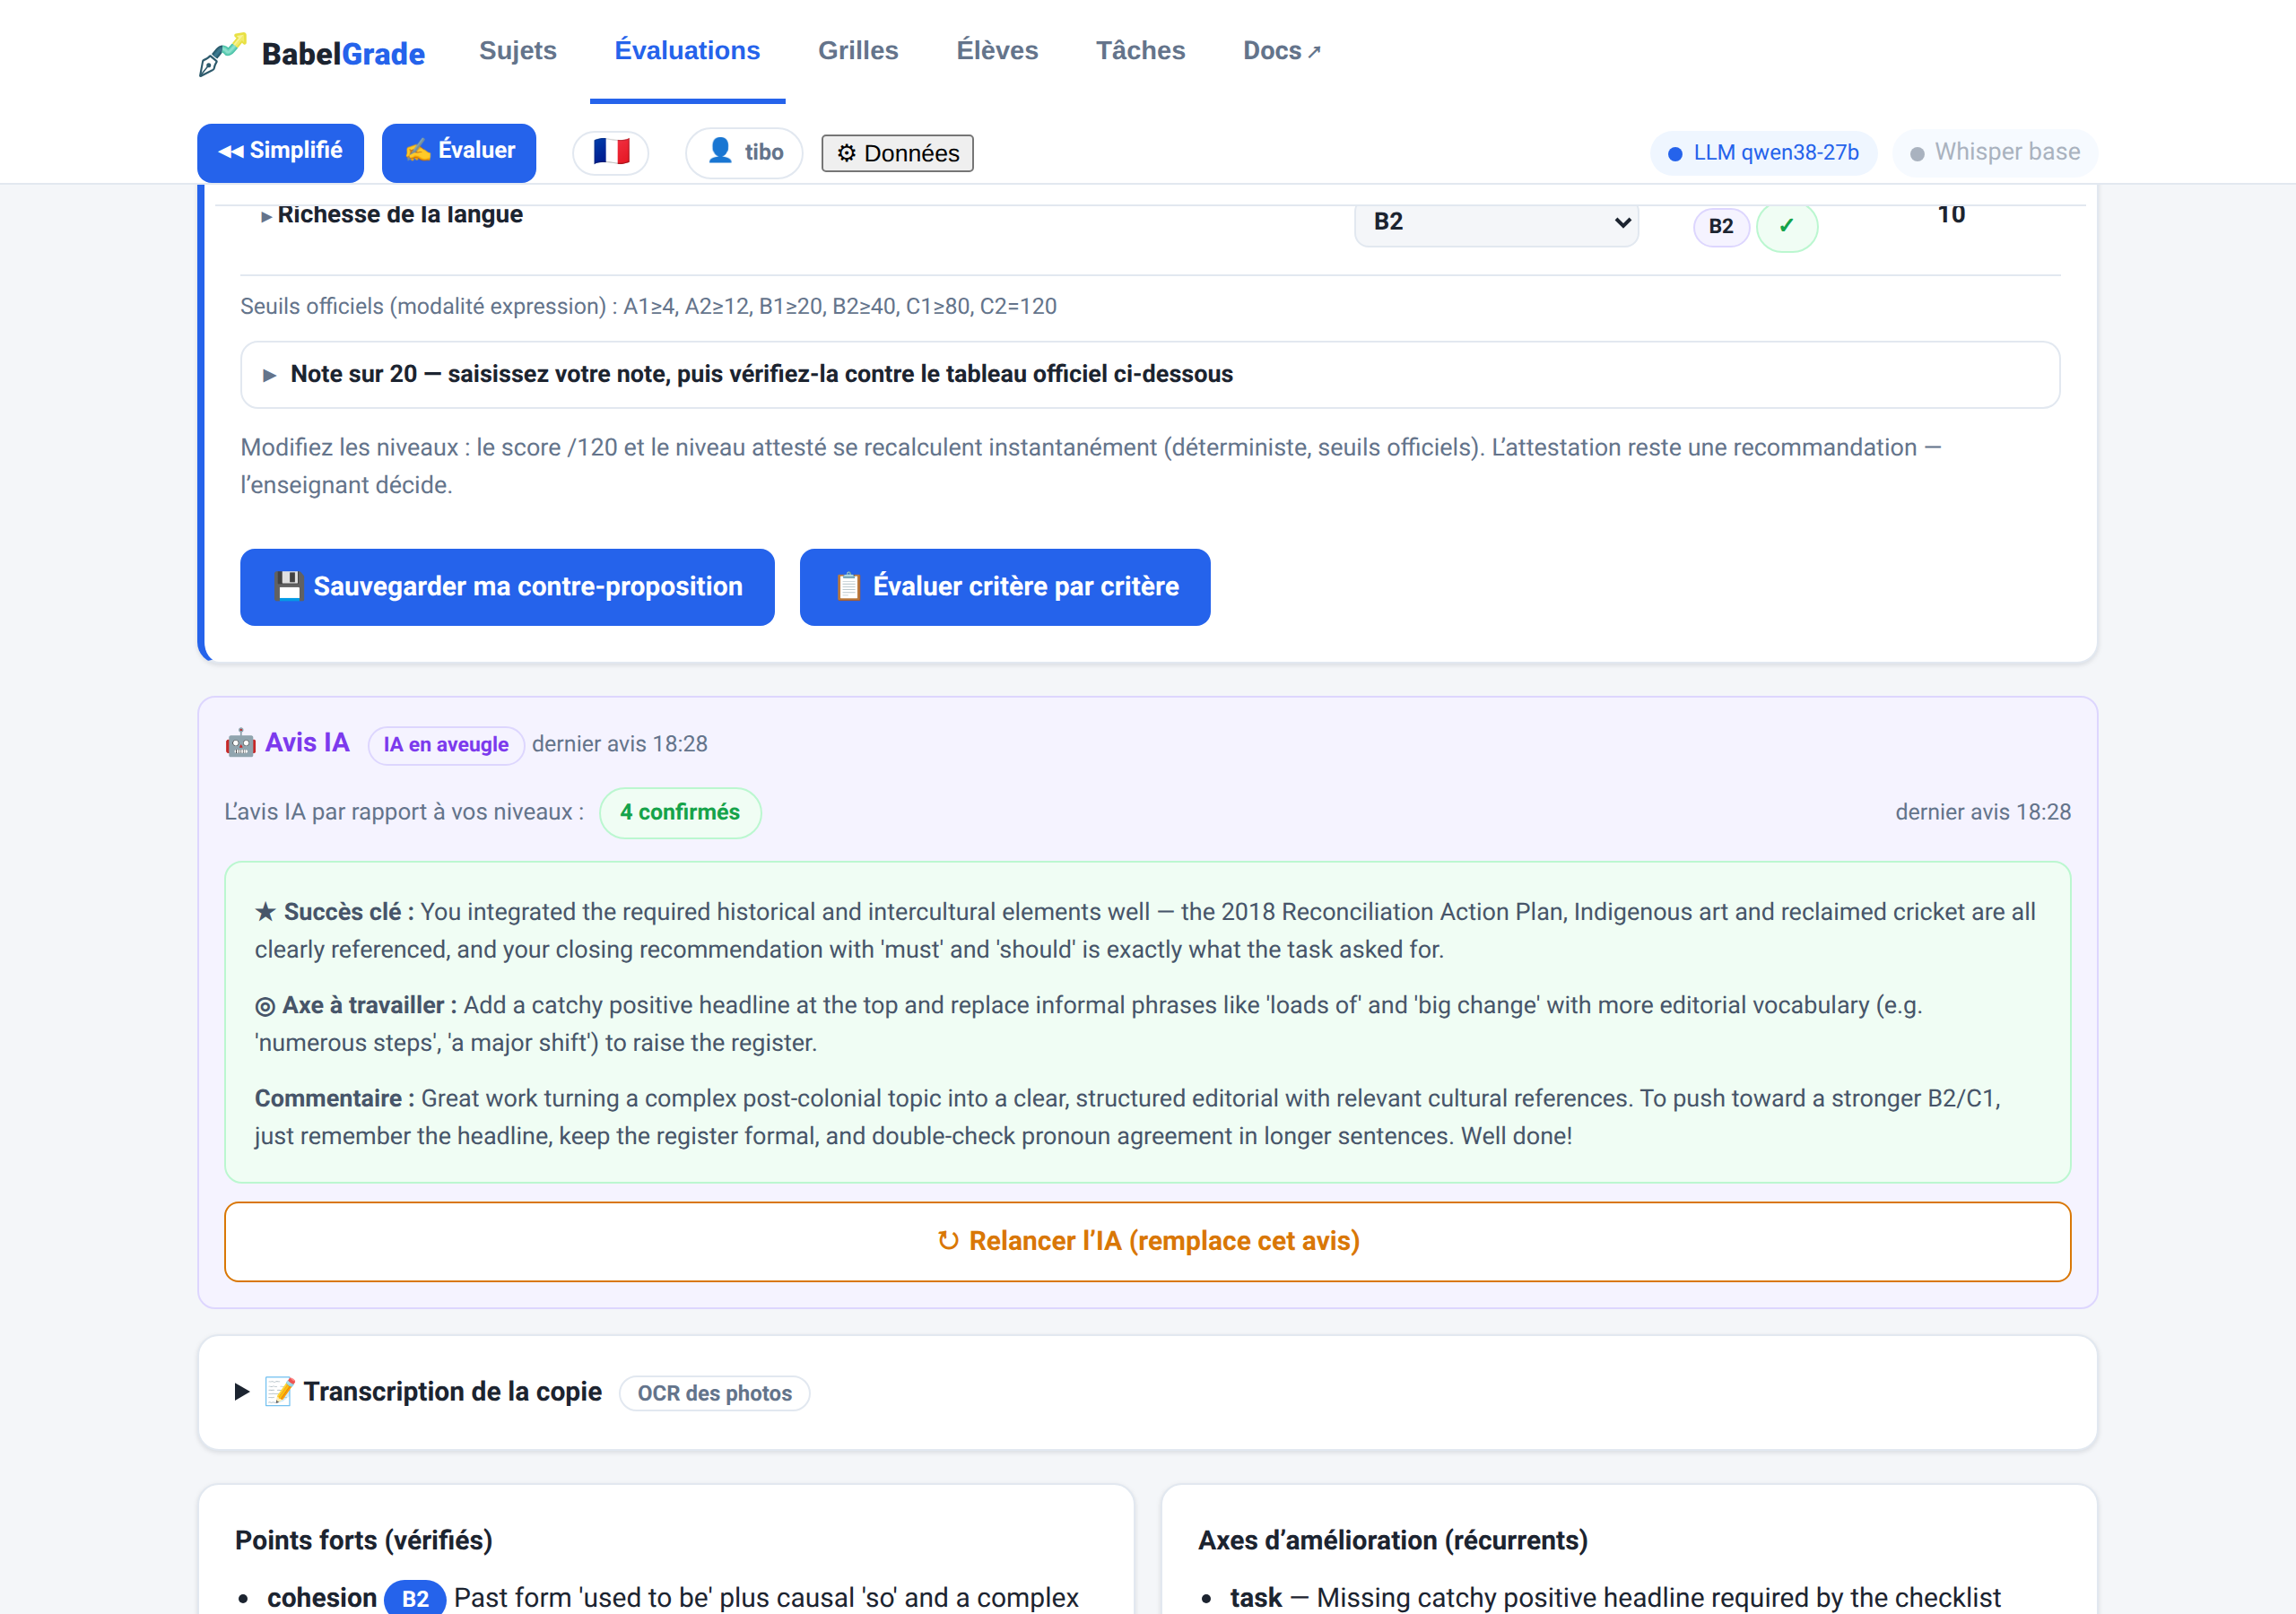 BabelGrade Sujets Évaluations Grilles Élèves Tâches Docs ↗
◀◀ Simplifié ✍️ Évaluer 🇫🇷 👤 tibo ⚙ Données LLM qwen38-27b Whisper base
▸ Richesse de la langue B2 B2 ✓ 10
Seuils officiels (modalité expression) : A1≥4, A2≥12, B1≥20, B2≥40, C1≥80, C2=120
▸ Note sur 20 — saisissez votre note, puis vérifiez-la contre le tableau officiel ci-dessous
Modifiez les niveaux : le score /120 et le niveau attesté se recalculent instantanément (déterministe, seuils officiels). L’attestation reste une recommandation —
l’enseignant décide.
💾 Sauvegarder ma contre-proposition 📋 Évaluer critère par critère
🤖 Avis IA IA en aveugle dernier avis 18:28
L’avis IA par rapport à vos niveaux : 4 confirmés dernier avis 18:28
★ Succès clé : You integrated the required historical and intercultural elements well — the 2018 Reconciliation Action Plan, Indigenous art and reclaimed cricket are all
clearly referenced, and your closing recommendation with 'must' and 'should' is exactly what the task asked for.
◎ Axe à travailler : Add a catchy positive headline at the top and replace informal phrases like 'loads of' and 'big change' with more editorial vocabulary (e.g.
'numerous steps', 'a major shift') to raise the register.
Commentaire : Great work turning a complex post-colonial topic into a clear, structured editorial with relevant cultural references. To push toward a stronger B2/C1,
just remember the headline, keep the register formal, and double-check pronoun agreement in longer sentences. Well done!
↻ Relancer l’IA (remplace cet avis)
▶ 📝 Transcription de la copie OCR des photos
Points forts (vérifiés)
• cohesion B2 Past form 'used to be' plus causal 'so' and a complex
Axes d’amélioration (récurrents)
• task — Missing catchy positive headline required by the checklist